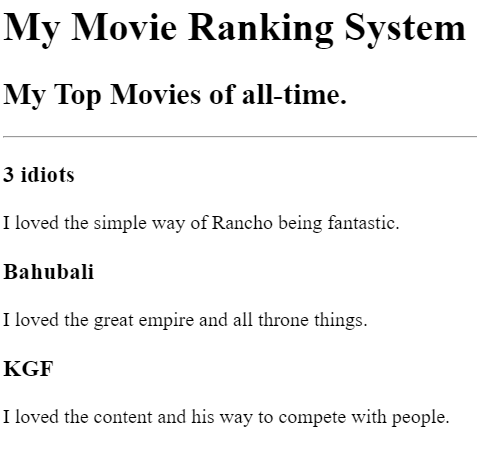 My Movie Ranking System
My Top Movies of all-time.
3 idiots
I loved the simple way of Rancho being fantastic.
Bahubali
I loved the great empire and all throne things.
KGF
I loved the content and his way to compete with people.